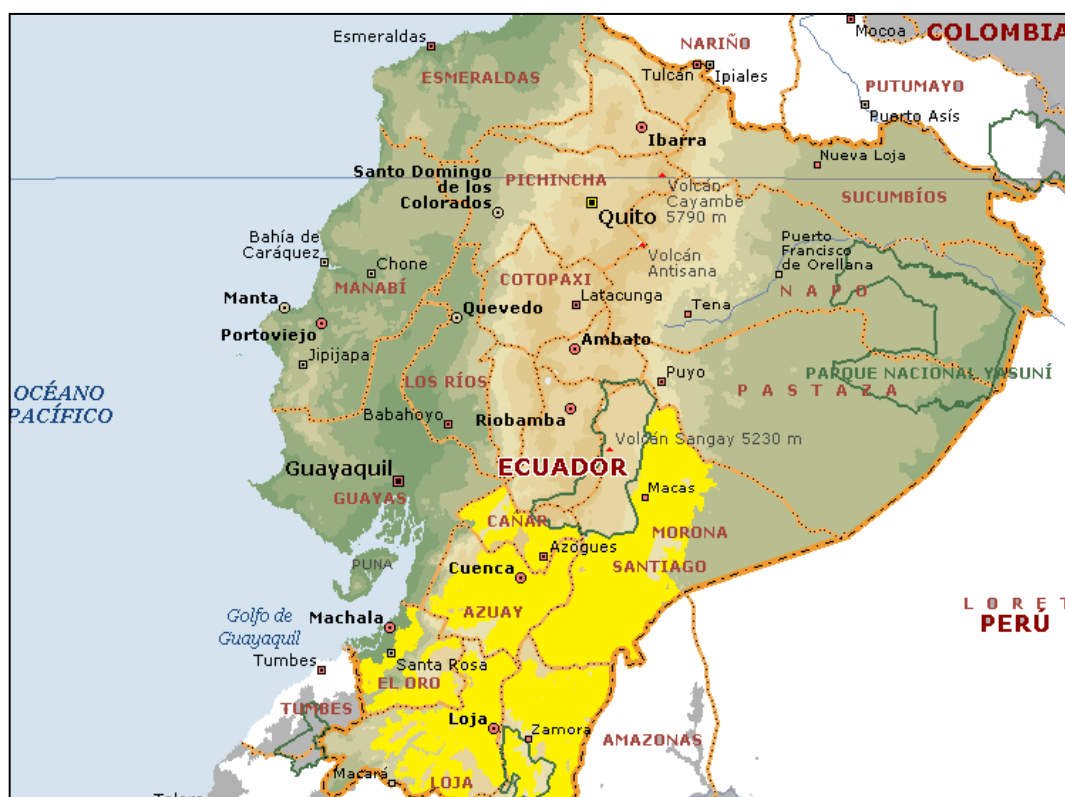 Mocoa
COLOMBIA
Esmeraldas
NARIÑO
ESMERALDAS
Tulcán
Ipiales
PUTUMAYO
Puerto Asís
Ibarra
Nueva Loja
Santo Domingo
de los
Colorados
PICHINCHA
Volcán
Cayambe
5790 m
SUCUMBÍOS
Quito
Bahía de
Caráquez
Chone
MANABÍ
COTOPAXI
Volcán
Antisana
Puerto
Francisco
de Orellana
NAPO
Latacunga
Tena
Manta
Quevedo
Portoviejo
Ambato
Jipijapa
LOS RÍOS
Puyo
PASTAZA
PARQUE NACIONAL YASUNÍ
OCÉANO
PACÍFICO
Babahoyo
Riobamba
Volcán Sangay 5230 m
Guayaquil
ECUADOR
GUAYAS
Macas
CAÑAR
MORONA
SANTIAGO
Azogues
PUNA
Cuenca
AZUAY
LORET
PERÚ
Golfo de
Guayaquil
Machala
Tumbes
Santa Rosa
EL ORO
TUMBES
Loja
Zamora
AMAZONAS
Macará
LOJA